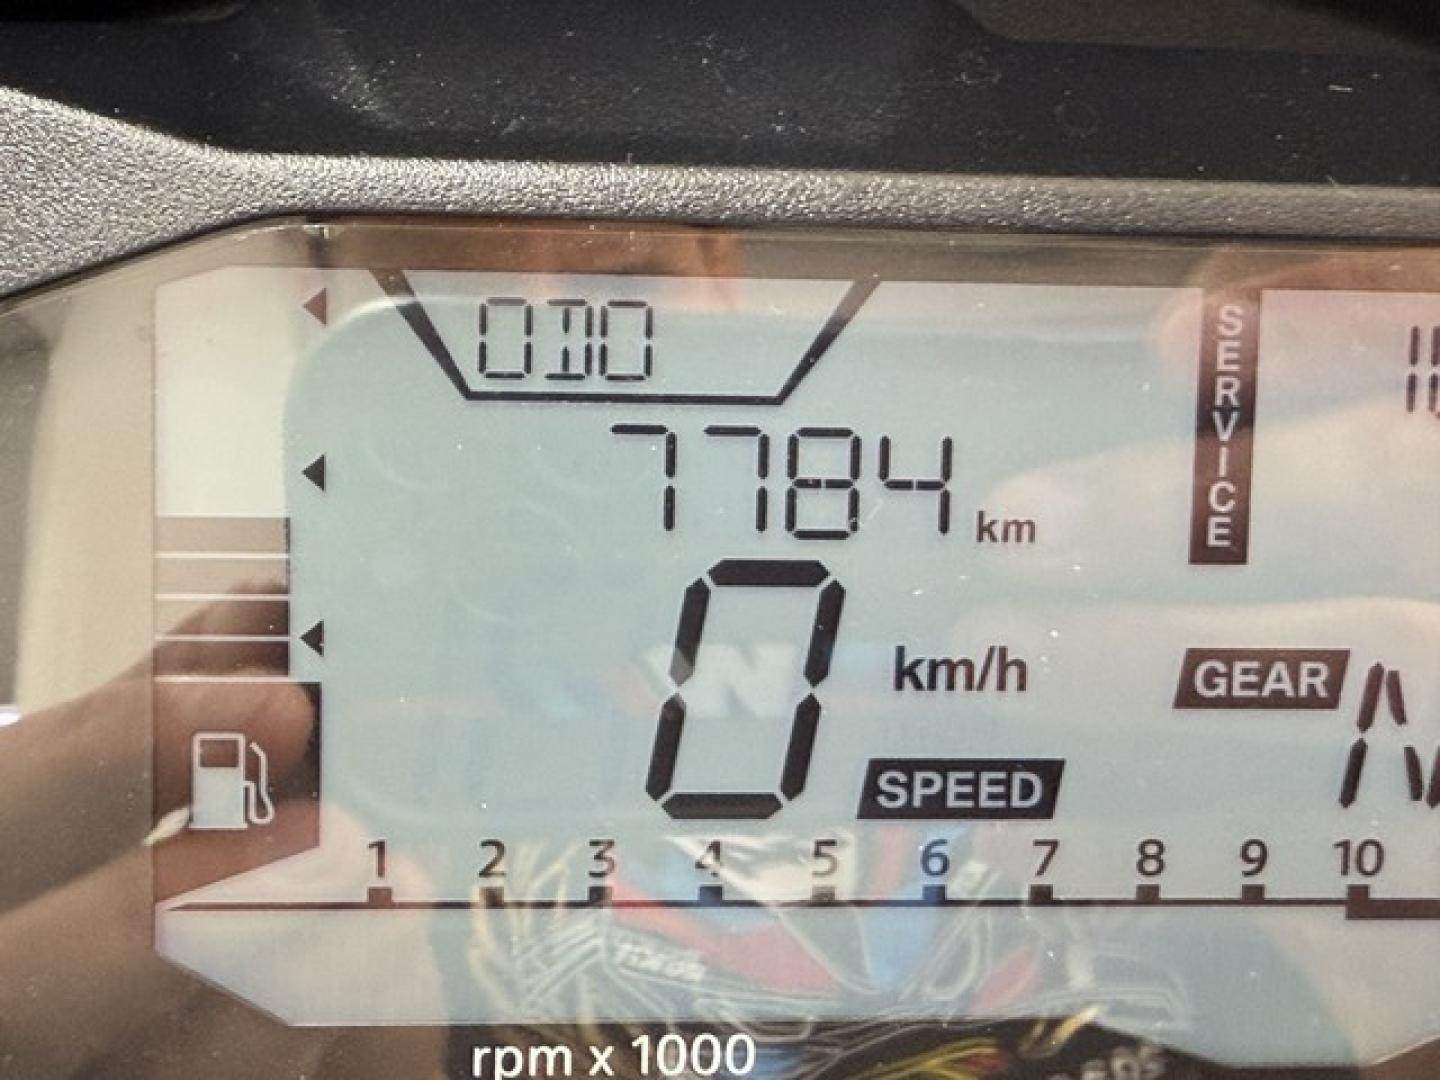 ODO
SERVICE
7784 km
0 km/h
GEAR N
SPEED
1 2 3 4 5 6 7 8 9 10
rpm x 1000